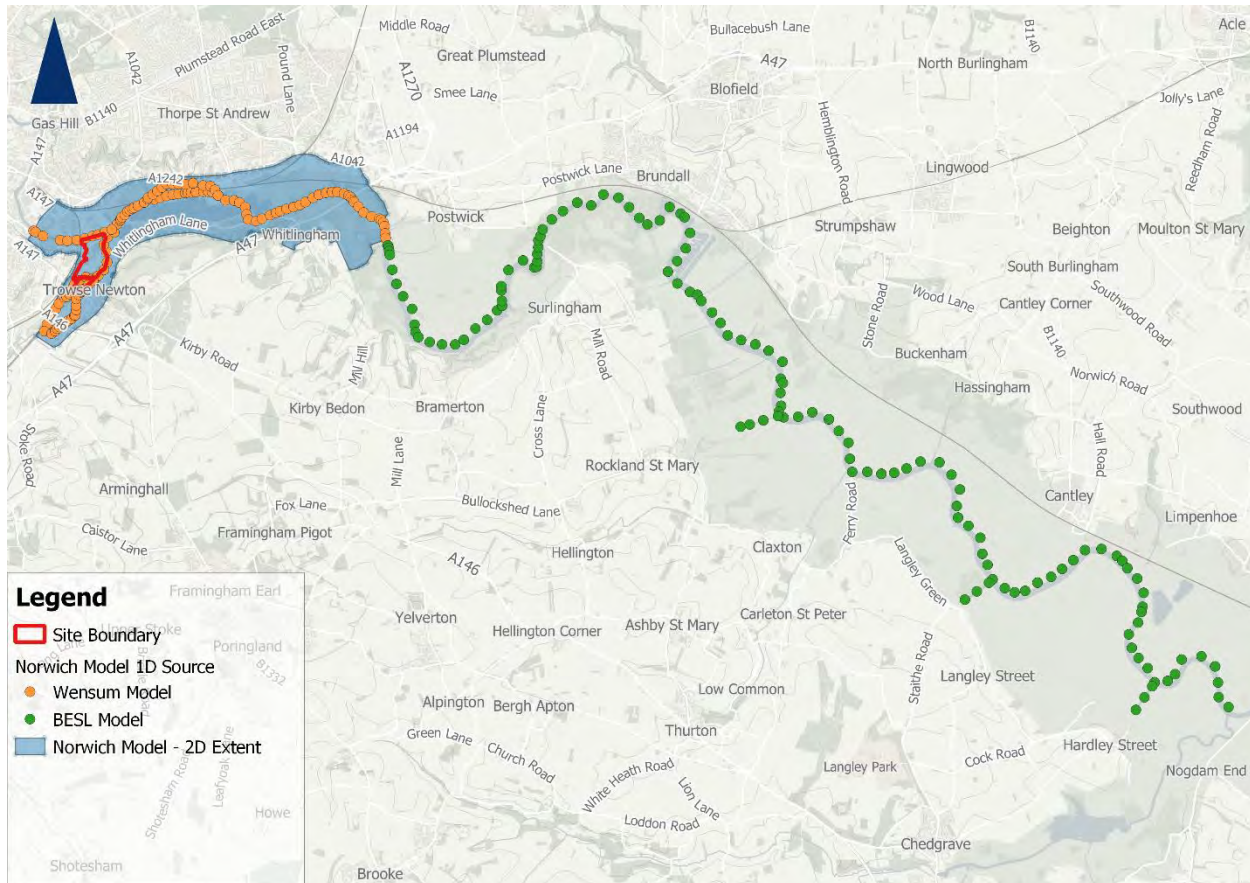 Middle Road
Bullacebush Lane
B1140
Acle
A1042
Plumstead Road East
Pound Lane
Great Plumstead
A47
North Burlingham
A1270
Smee Lane
Blofield
Jolly's Lane
Gas Hill
B1140
Thorpe St Andrew
A1194
Hemblington Road
A147
A1042
Postwick Lane
Brundall
Lingwood
Reedham Road
A1242
A147
Whitlingham Lane
A47
Whitlingham
Postwick
Strumpshaw
Beighton
Moulton St Mary
A147
South Burlingham
Trowse Newton
Wood Lane
Cantley Corner
Southwood Road
A146
A47
Kirby Road
Mill Hill
Surlingham
Mill Road
Stone Road
B1140
Buckenham
Hassingham
Norwich Road
A47
Kirby Bedon
Bramerton
Cross Lane
Southwood
Stoke Road
Mill Lane
Rockland St Mary
Hall Road
Arminghall
Fox Lane
Bullockshed Lane
Cantley
Caistor Lane
Framingham Pigot
Ferry Road
Limpenhoe
A146
Hellington
Claxton
Langley Green
Legend
Framingham Earl
Site Boundary
Upper Stoke
Poringland
Yelverton
Hellington Corner
Ashby St Mary
Carleton St Peter
Norwich Model 1D Source
B1332
Staithe Road
Langley Street
Wensum Model
Low Common
BESL Model
Alpington
Bergh Apton
Norwich Model - 2D Extent
Green Lane
Church Road
Thurton
Hardley Street
Cock Road
Shotesham Road
Leafyoak Lane
White Heath Road
Lion Lane
Langley Park
Nogdam End
Howe
Loddon Road
Chedgrave
Shotesham
Brooke